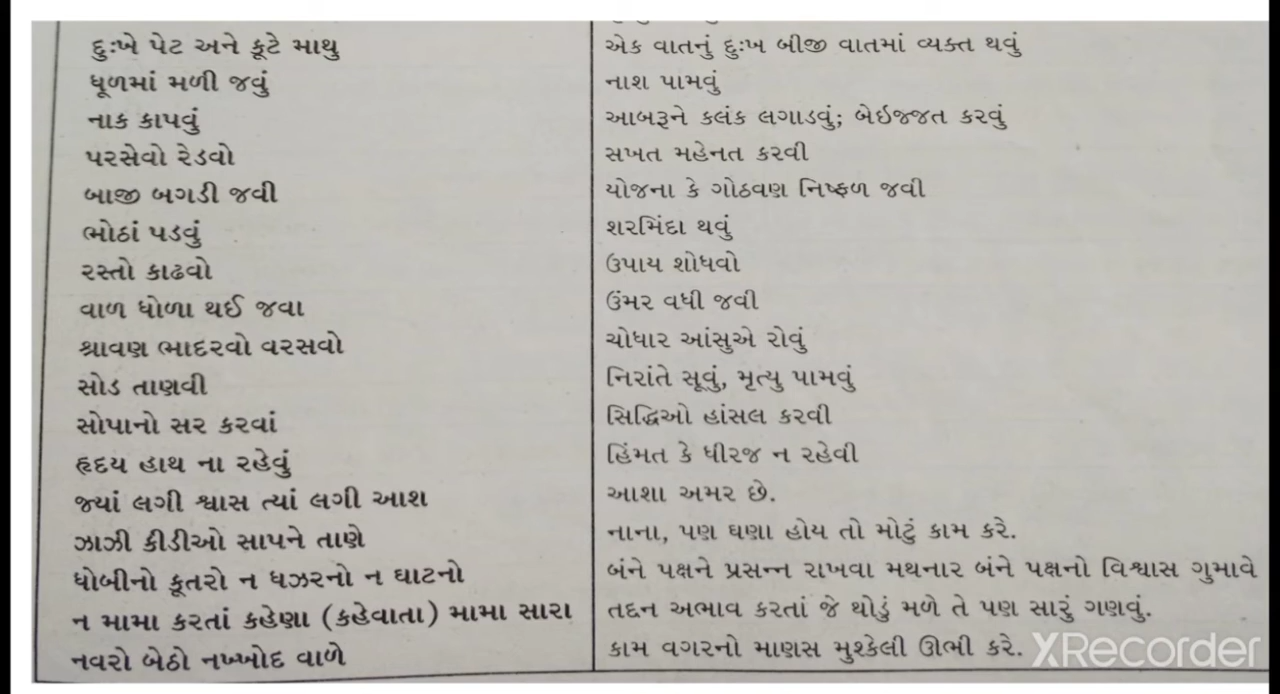 દુઃખે પેટ અને કૂટે માથુ	એક વાતનું દુઃખ બીજી વાતમાં વ્યક્ત થવું
ધૂળમાં મળી જવું	નાશ પામવું
નાક કાપવું	આબરૂને કલંક લગાડવું; બેઇજ્જત કરવું
પરસેવો રેડવો	સખત મહેનત કરવી
બાજી બગડી જવી	યોજના કે ગોઠવણ નિષ્ફળ જવી
ભોઠાં પડવું	શરમિંદા થવું
રસ્તો કાઢવો	ઉપાય શોધવો
વાળ ધોળા થઈ જવા	ઉંમર વધી જવી
શ્રાવણ ભાદરવો વરસવો	ચોધાર આંસુએ રોવું
સોડ તાણવી	નિરાંતે સૂવું, મૃત્યુ પામવું
સોપાનો સર કરવાં	સિદ્ધિઓ હાંસલ કરવી
હૃદય હાથ ના રહેવું	હિંમત કે ધીરજ ન રહેવી
જ્યાં લગી શ્વાસ ત્યાં લગી આશ	આશા અમર છે.
ઝાઝી કીડીઓ સાપને તાણે	નાના, પણ ઘણા હોય તો મોટું કામ કરે.
ધોબીનો કૂતરો ન ધઝરનો ન ઘાટનો	બંને પક્ષને પ્રસન્ન રાખવા મથનાર બંને પક્ષનો વિશ્વાસ ગુમાવે
ન મામા કરતાં કહેણા (કહેવાતા) મામા સારા	તદ્દન અભાવ કરતાં જે થોડું મળે તે પણ સારું ગણવું.
નવરો બેઠો નખ્ખોદ વાળે	કામ વગરનો માણસ મુશ્કેલી ઊભી કરે.
XRecorder